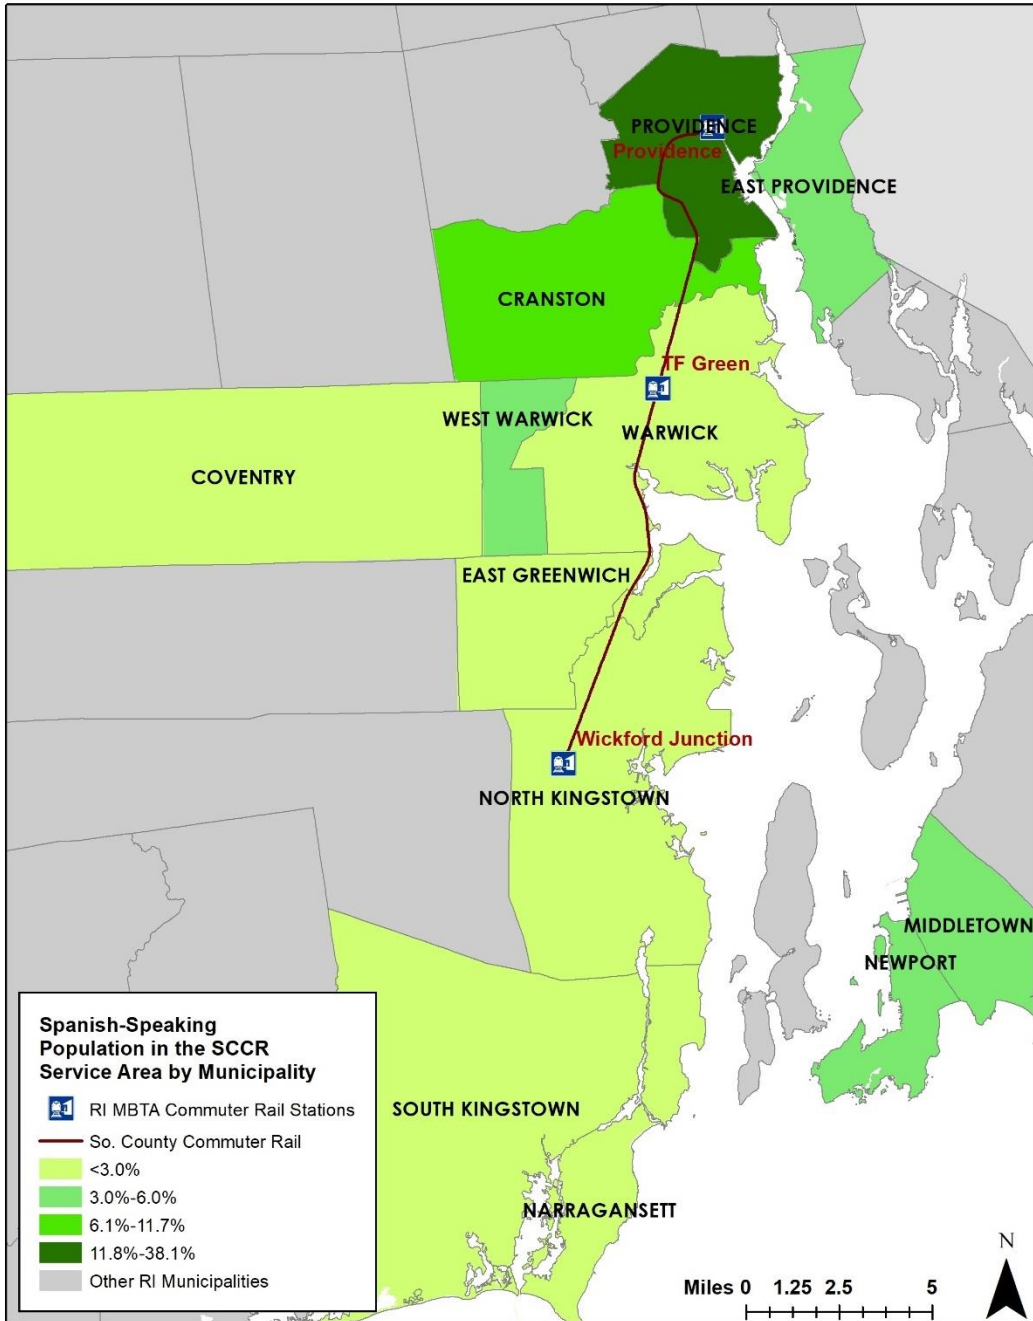 PROVIDENCE
Providence
EAST PROVIDENCE
CRANSTON
TF Green
WEST WARWICK
WARWICK
COVENTRY
EAST GREENWICH
Wickford Junction
NORTH KINGSTOWN
MIDDLETOWN
NEWPORT
Spanish-Speaking
Population in the SCCR
Service Area by Municipality
RI MBTA Commuter Rail Stations
So. County Commuter Rail
<3.0%
3.0%-6.0%
6.1%-11.7%
11.8%-38.1%
Other RI Municipalities
SOUTH KINGSTOWN
NARRAGANSETT
N
Miles 0 1.25 2.5 5